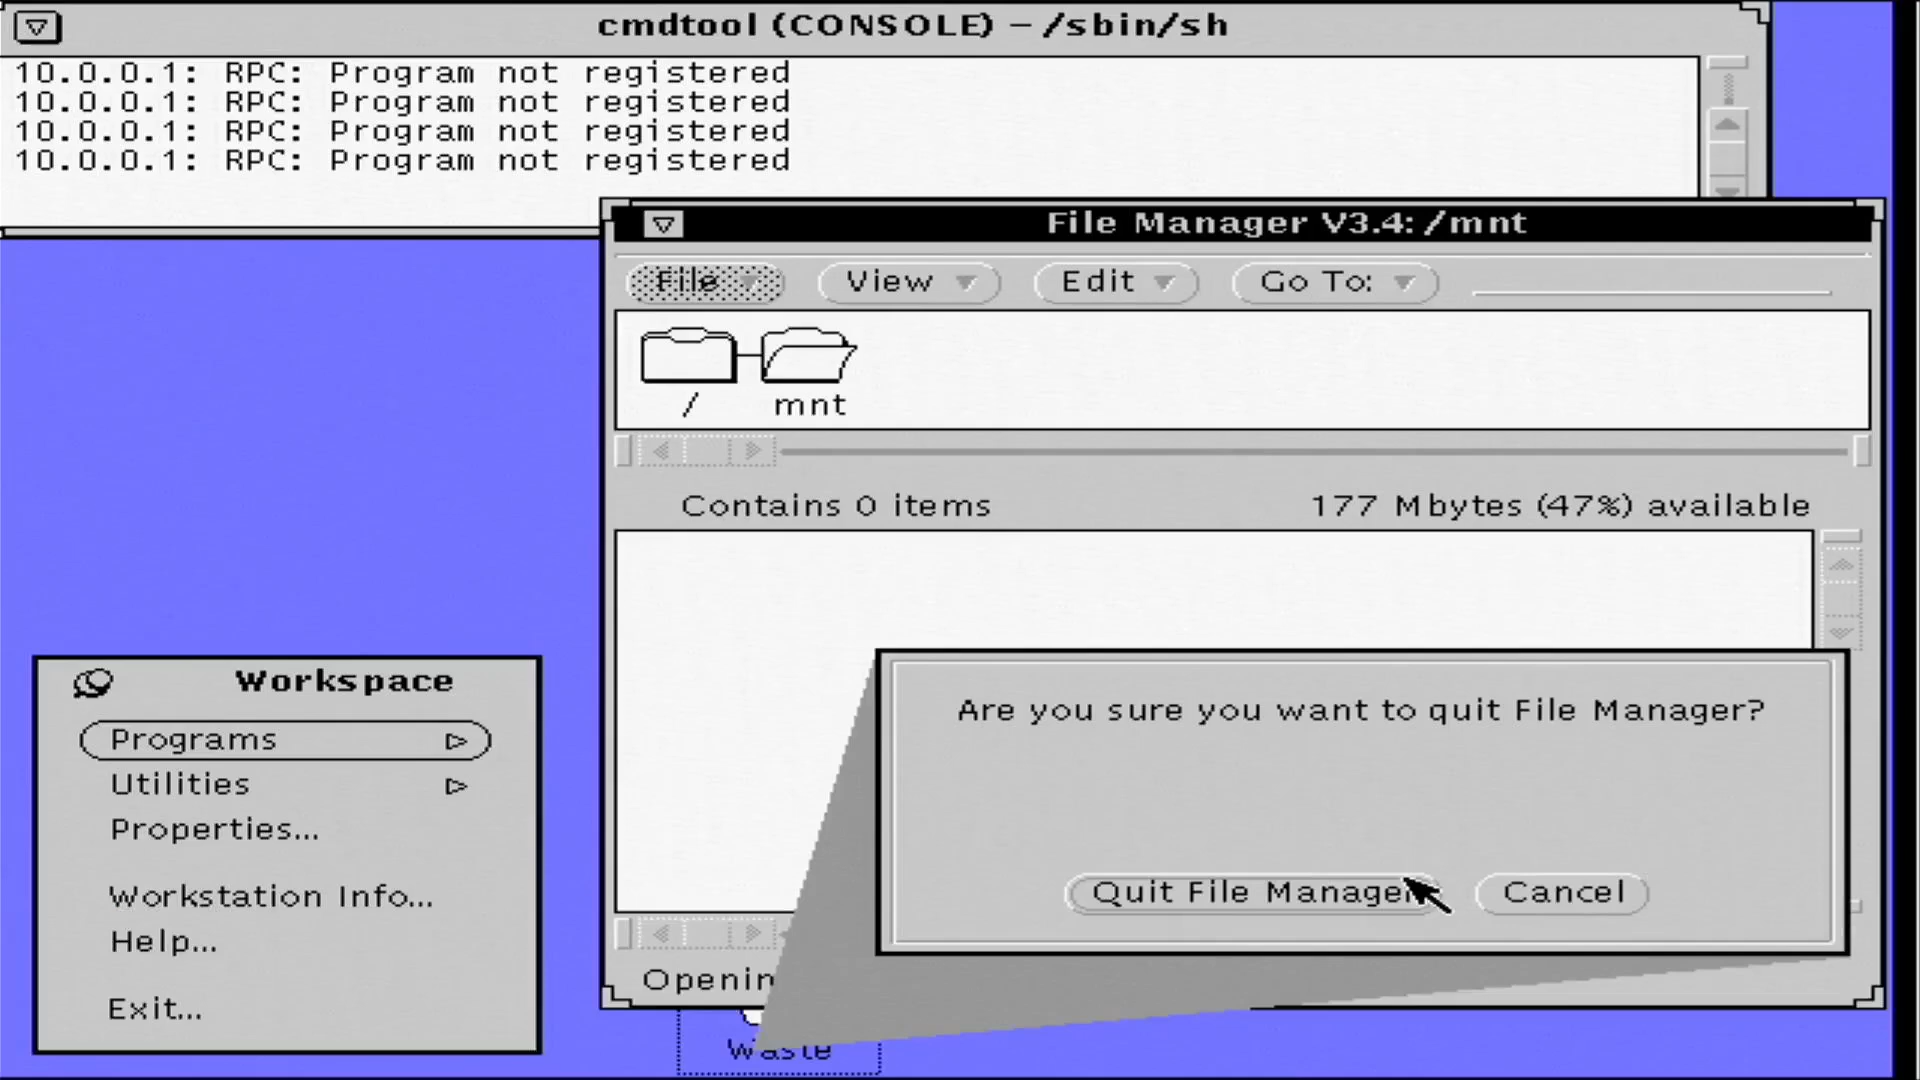 cmdtool (CONSOLE) – /sbin/sh
10.0.0.1: RPC: Program not registered
10.0.0.1: RPC: Program not registered
10.0.0.1: RPC: Program not registered
10.0.0.1: RPC: Program not registered
File Manager V3.4: /mnt
File View Edit Go To:
/ mnt
Contains 0 items 177 Mbytes (47%) available
Workspace
Programs
Utilities
Properties...
Workstation Info...
Help...
Exit...
Are you sure you want to quit File Manager?
Quit File Manager Cancel
Openin
Waste